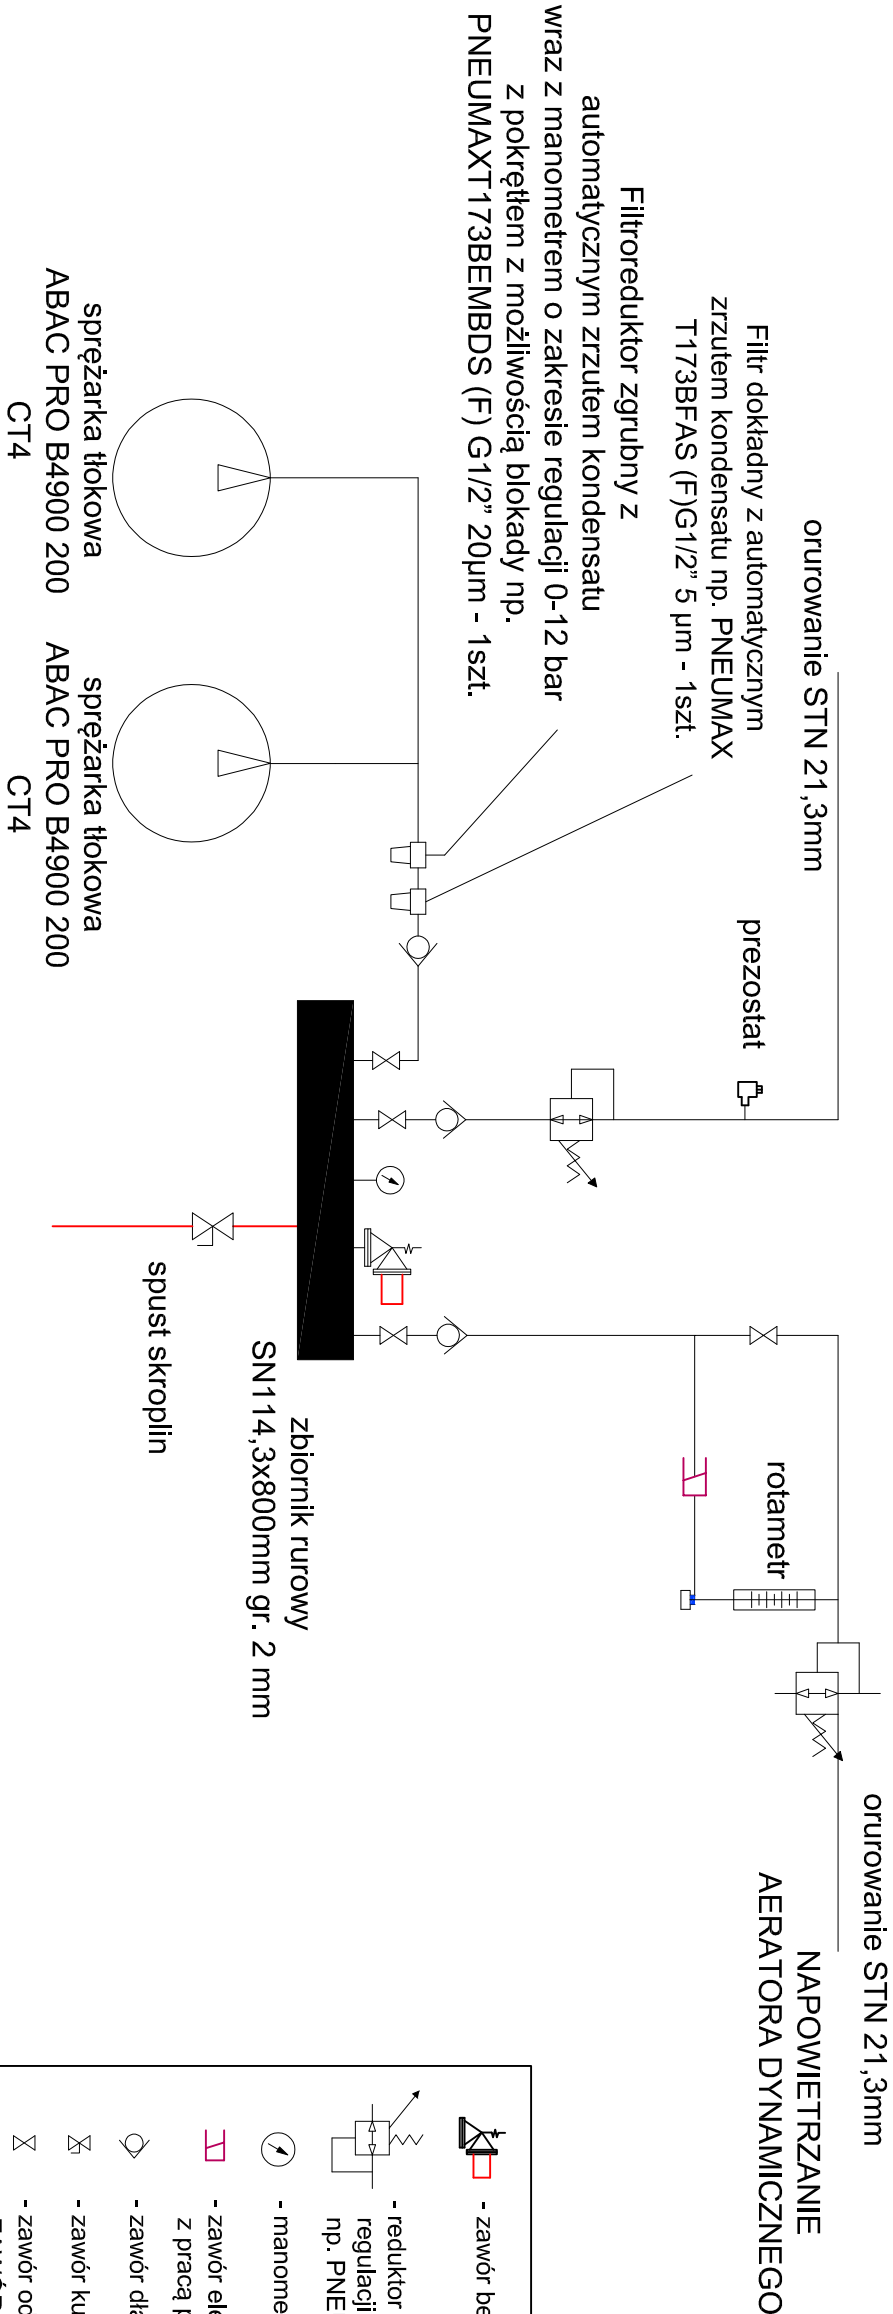 orurowanie STN 21,3mm
Filtr dokładny z automatycznym
zrzutem kondensatu np. PNEUMAX
T173BFAS (F)G1/2" 5 µm - 1szt.
Filtroreduktor zgrubny z
automatycznym zrzutem kondensatu
wraz z manometrem o zakresie regulacji 0-12 bar
z pokrętłem z możliwością blokady np.
PNEUMAXT173BEMBDS (F) G1/2" 20µm - 1szt.
sprężarka tłokowa
ABAC PRO B4900 200
CT4
sprężarka tłokowa
ABAC PRO B4900 200
CT4
prezostat
spust skroplin
zbiornik rurowy
SN114,3x800mm gr. 2 mm
rotametr
orurowanie STN 21,3mm
NAPOWIETRZANIE
AERATORA DYNAMICZNEGO
- zawór be
- reduktor
regulacji
np. PNE
- manome
- zawór ele
z pracą p
- zawór dła
- zawór ku
- zawór oc